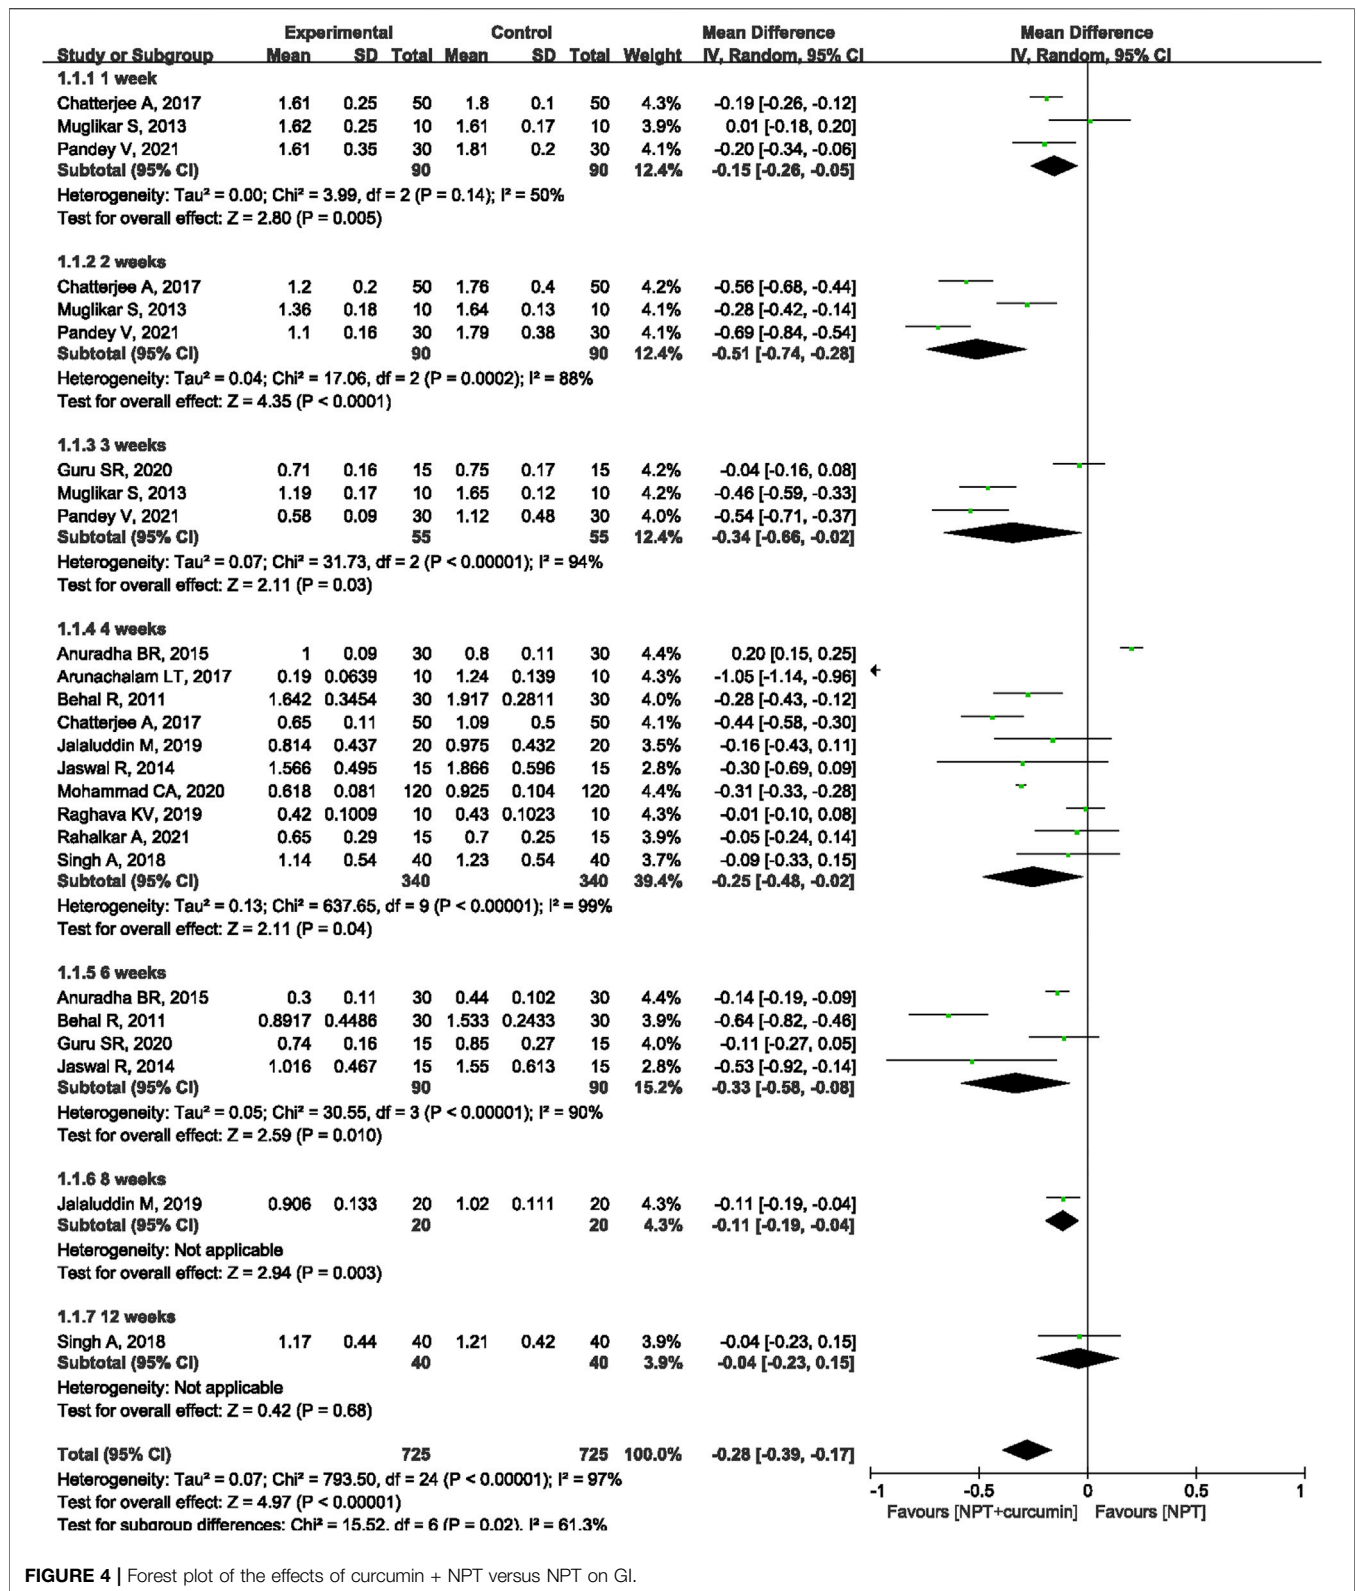 Experimental Control Mean Difference Mean Difference
Study or Subgroup Mean SD Total Mean SD Total Weight IV, Random, 95% CI IV, Random, 95% CI
1.1.1 1 week
Chatterjee A, 2017 1.61 0.25 50 1.8 0.1 50 4.3% -0.19 [-0.26, -0.12]
Muglikar S, 2013 1.62 0.25 10 1.61 0.17 10 3.9% 0.01 [-0.18, 0.20]
Pandey V, 2021 1.61 0.35 30 1.81 0.2 30 4.1% -0.20 [-0.34, -0.06]
Subtotal (95% CI) 90 90 12.4% -0.15 [-0.26, -0.05]
Heterogeneity: Tau² = 0.00; Chi² = 3.99, df = 2 (P = 0.14); I² = 50%
Test for overall effect: Z = 2.80 (P = 0.005)
1.1.2 2 weeks
Chatterjee A, 2017 1.2 0.2 50 1.76 0.4 50 4.2% -0.56 [-0.68, -0.44]
Muglikar S, 2013 1.36 0.18 10 1.64 0.13 10 4.1% -0.28 [-0.42, -0.14]
Pandey V, 2021 1.1 0.16 30 1.79 0.38 30 4.1% -0.69 [-0.84, -0.54]
Subtotal (95% CI) 90 90 12.4% -0.51 [-0.74, -0.28]
Heterogeneity: Tau² = 0.04; Chi² = 17.06, df = 2 (P = 0.0002); I² = 88%
Test for overall effect: Z = 4.35 (P < 0.0001)
1.1.3 3 weeks
Guru SR, 2020 0.71 0.16 15 0.75 0.17 15 4.2% -0.04 [-0.16, 0.08]
Muglikar S, 2013 1.19 0.17 10 1.65 0.12 10 4.2% -0.46 [-0.59, -0.33]
Pandey V, 2021 0.58 0.09 30 1.12 0.48 30 4.0% -0.54 [-0.71, -0.37]
Subtotal (95% CI) 55 55 12.4% -0.34 [-0.66, -0.02]
Heterogeneity: Tau² = 0.07; Chi² = 31.73, df = 2 (P < 0.00001); I² = 94%
Test for overall effect: Z = 2.11 (P = 0.03)
1.1.4 4 weeks
Anuradha BR, 2015 1 0.09 30 0.8 0.11 30 4.4% 0.20 [0.15, 0.25]
Arunachalam LT, 2017 0.19 0.0639 10 1.24 0.139 10 4.3% -1.05 [-1.14, -0.96]
Behal R, 2011 1.642 0.3454 30 1.917 0.2811 30 4.0% -0.28 [-0.43, -0.12]
Chatterjee A, 2017 0.65 0.11 50 1.09 0.5 50 4.1% -0.44 [-0.58, -0.30]
Jalaluddin M, 2019 0.814 0.437 20 0.975 0.432 20 3.5% -0.16 [-0.43, 0.11]
Jaswal R, 2014 1.566 0.495 15 1.866 0.596 15 2.8% -0.30 [-0.69, 0.09]
Mohammad CA, 2020 0.618 0.081 120 0.925 0.104 120 4.4% -0.31 [-0.33, -0.28]
Raghava KV, 2019 0.42 0.1009 10 0.43 0.1023 10 4.3% -0.01 [-0.10, 0.08]
Rahalkar A, 2021 0.65 0.29 15 0.7 0.25 15 3.9% -0.05 [-0.24, 0.14]
Singh A, 2018 1.14 0.54 40 1.23 0.54 40 3.7% -0.09 [-0.33, 0.15]
Subtotal (95% CI) 340 340 39.4% -0.25 [-0.48, -0.02]
Heterogeneity: Tau² = 0.13; Chi² = 637.65, df = 9 (P < 0.00001); I² = 99%
Test for overall effect: Z = 2.11 (P = 0.04)
1.1.5 6 weeks
Anuradha BR, 2015 0.3 0.11 30 0.44 0.102 30 4.4% -0.14 [-0.19, -0.09]
Behal R, 2011 0.8917 0.4486 30 1.533 0.2433 30 3.9% -0.64 [-0.82, -0.46]
Guru SR, 2020 0.74 0.16 15 0.85 0.27 15 4.0% -0.11 [-0.27, 0.05]
Jaswal R, 2014 1.016 0.467 15 1.55 0.613 15 2.8% -0.53 [-0.92, -0.14]
Subtotal (95% CI) 90 90 15.2% -0.33 [-0.58, -0.08]
Heterogeneity: Tau² = 0.05; Chi² = 30.55, df = 3 (P < 0.00001); I² = 90%
Test for overall effect: Z = 2.59 (P = 0.010)
1.1.6 8 weeks
Jalaluddin M, 2019 0.906 0.133 20 1.02 0.111 20 4.3% -0.11 [-0.19, -0.04]
Subtotal (95% CI) 20 20 4.3% -0.11 [-0.19, -0.04]
Heterogeneity: Not applicable
Test for overall effect: Z = 2.94 (P = 0.003)
1.1.7 12 weeks
Singh A, 2018 1.17 0.44 40 1.21 0.42 40 3.9% -0.04 [-0.23, 0.15]
Subtotal (95% CI) 40 40 3.9% -0.04 [-0.23, 0.15]
Heterogeneity: Not applicable
Test for overall effect: Z = 0.42 (P = 0.68)
Total (95% CI) 725 725 100.0% -0.28 [-0.39, -0.17]
Heterogeneity: Tau² = 0.07; Chi² = 793.50, df = 24 (P < 0.00001); I² = 97%
Test for overall effect: Z = 4.97 (P < 0.00001)
Test for subgroup differences: Chi² = 15.52, df = 6 (P = 0.02), I² = 61.3%
-1 -0.5 0 0.5 1
Favours [NPT+curcumin] Favours [NPT]
FIGURE 4 | Forest plot of the effects of curcumin + NPT versus NPT on GI.